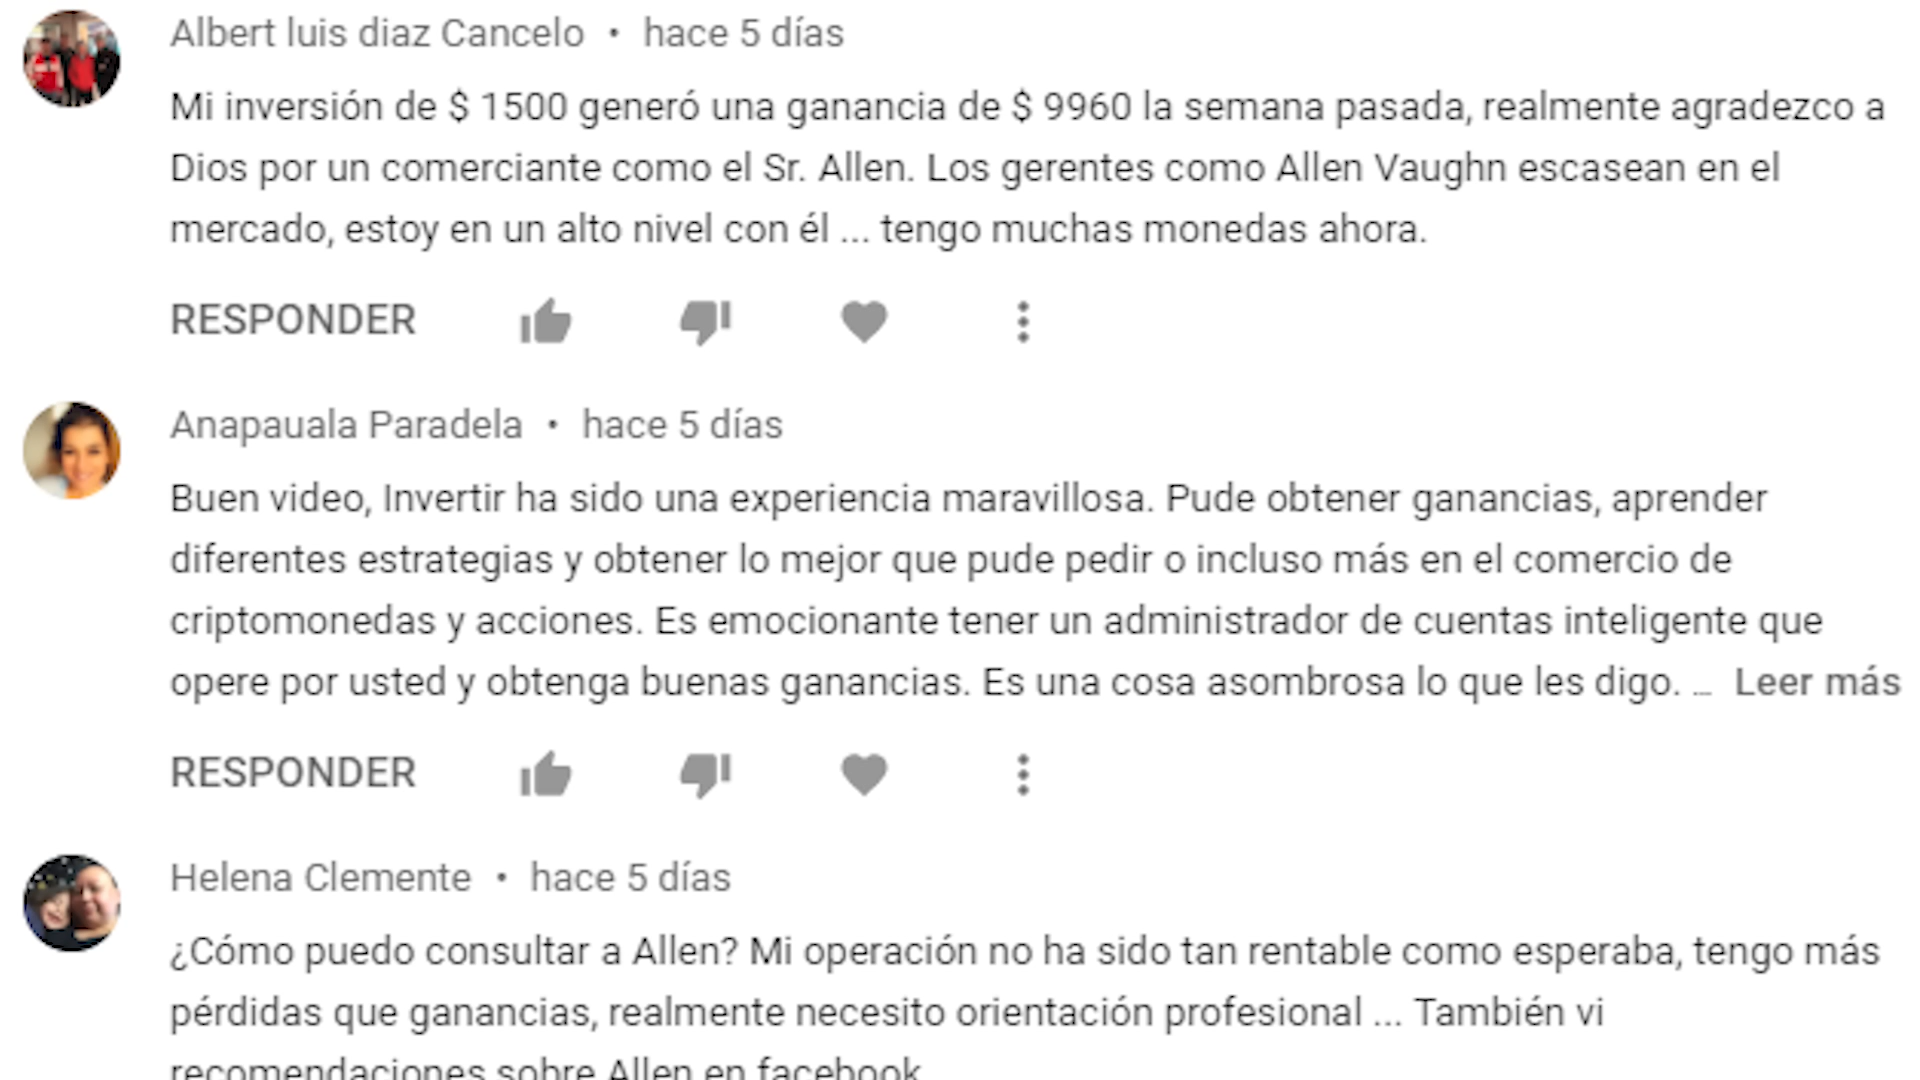 Albert luis diaz Cancelo • hace 5 días
Mi inversión de $ 1500 generó una ganancia de $ 9960 la semana pasada, realmente agradezco a
Dios por un comerciante como el Sr. Allen. Los gerentes como Allen Vaughn escasean en el
mercado, estoy en un alto nivel con él ... tengo muchas monedas ahora.
RESPONDER
Anapauala Paradela • hace 5 días
Buen video, Invertir ha sido una experiencia maravillosa. Pude obtener ganancias, aprender
diferentes estrategias y obtener lo mejor que pude pedir o incluso más en el comercio de
criptomonedas y acciones. Es emocionante tener un administrador de cuentas inteligente que
opere por usted y obtenga buenas ganancias. Es una cosa asombrosa lo que les digo. ... Leer más
RESPONDER
Helena Clemente • hace 5 días
¿Cómo puedo consultar a Allen? Mi operación no ha sido tan rentable como esperaba, tengo más
pérdidas que ganancias, realmente necesito orientación profesional ... También vi
recomendaciones sobre Allen en facebook